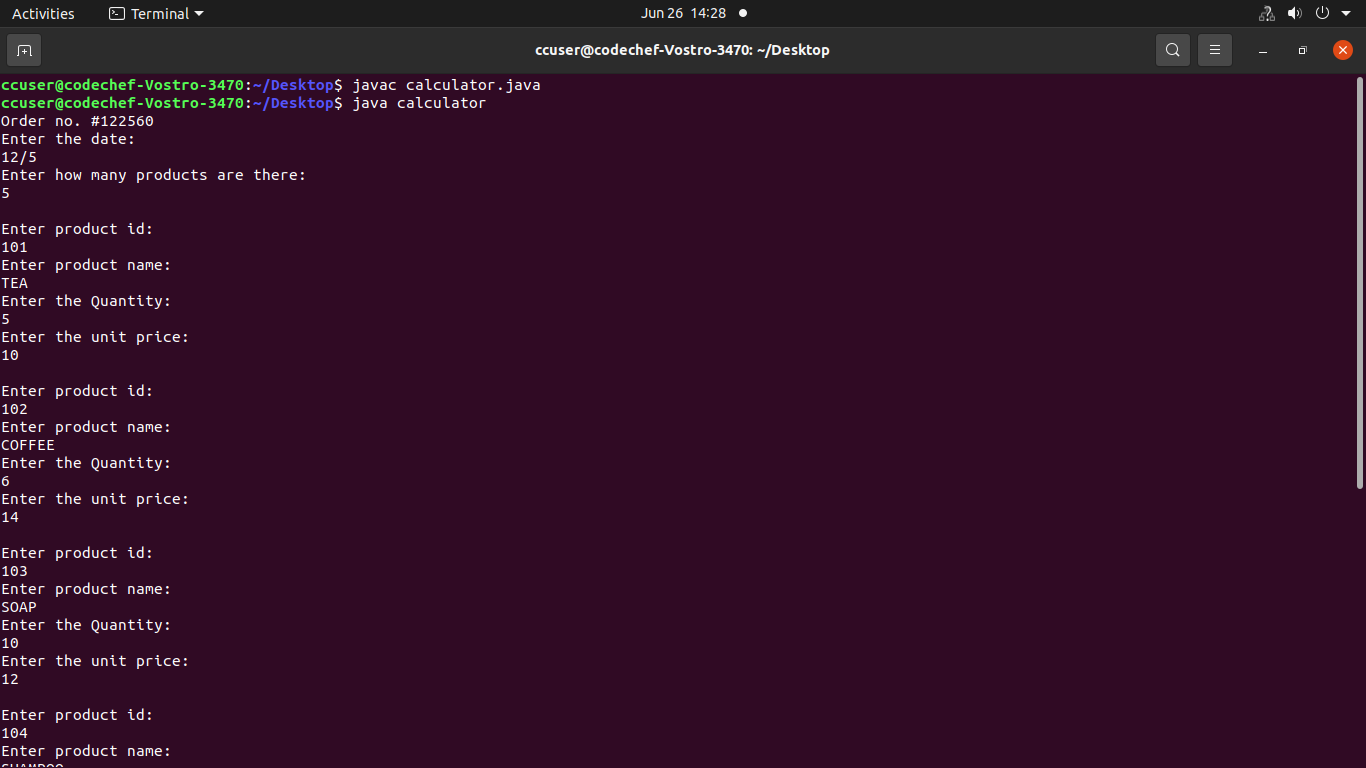 Activities
Terminal
Jun 26 14:28
ccuser@codechef-Vostro-3470: ~/Desktop
ccuser@codechef-Vostro-3470:~/Desktop$ javac calculator.java
ccuser@codechef-Vostro-3470:~/Desktop$ java calculator
Order no. #122560
Enter the date:
12/5
Enter how many products are there:
5
Enter product id:
101
Enter product name:
TEA
Enter the Quantity:
5
Enter the unit price:
10
Enter product id:
102
Enter product name:
COFFEE
Enter the Quantity:
6
Enter the unit price:
14
Enter product id:
103
Enter product name:
SOAP
Enter the Quantity:
10
Enter the unit price:
12
Enter product id:
104
Enter product name: